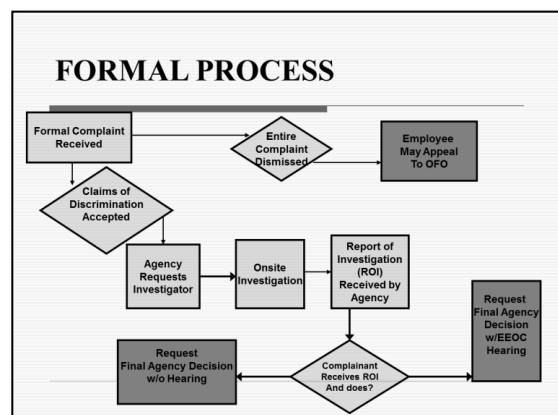 FORMAL PROCESS
Formal Complaint
Received
Entire
Complaint
Dismissed
Employee
May Appeal
To OFO
Claims of
Discrimination
Accepted
Agency
Requests
Investigator
Onsite
Investigation
Report of
Investigation
(ROI)
Received by
Agency
Request
Final Agency
Decision
w/EEOC
Hearing
Request
Final Agency Decision
w/o Hearing
Complainant
Receives ROI
And does?